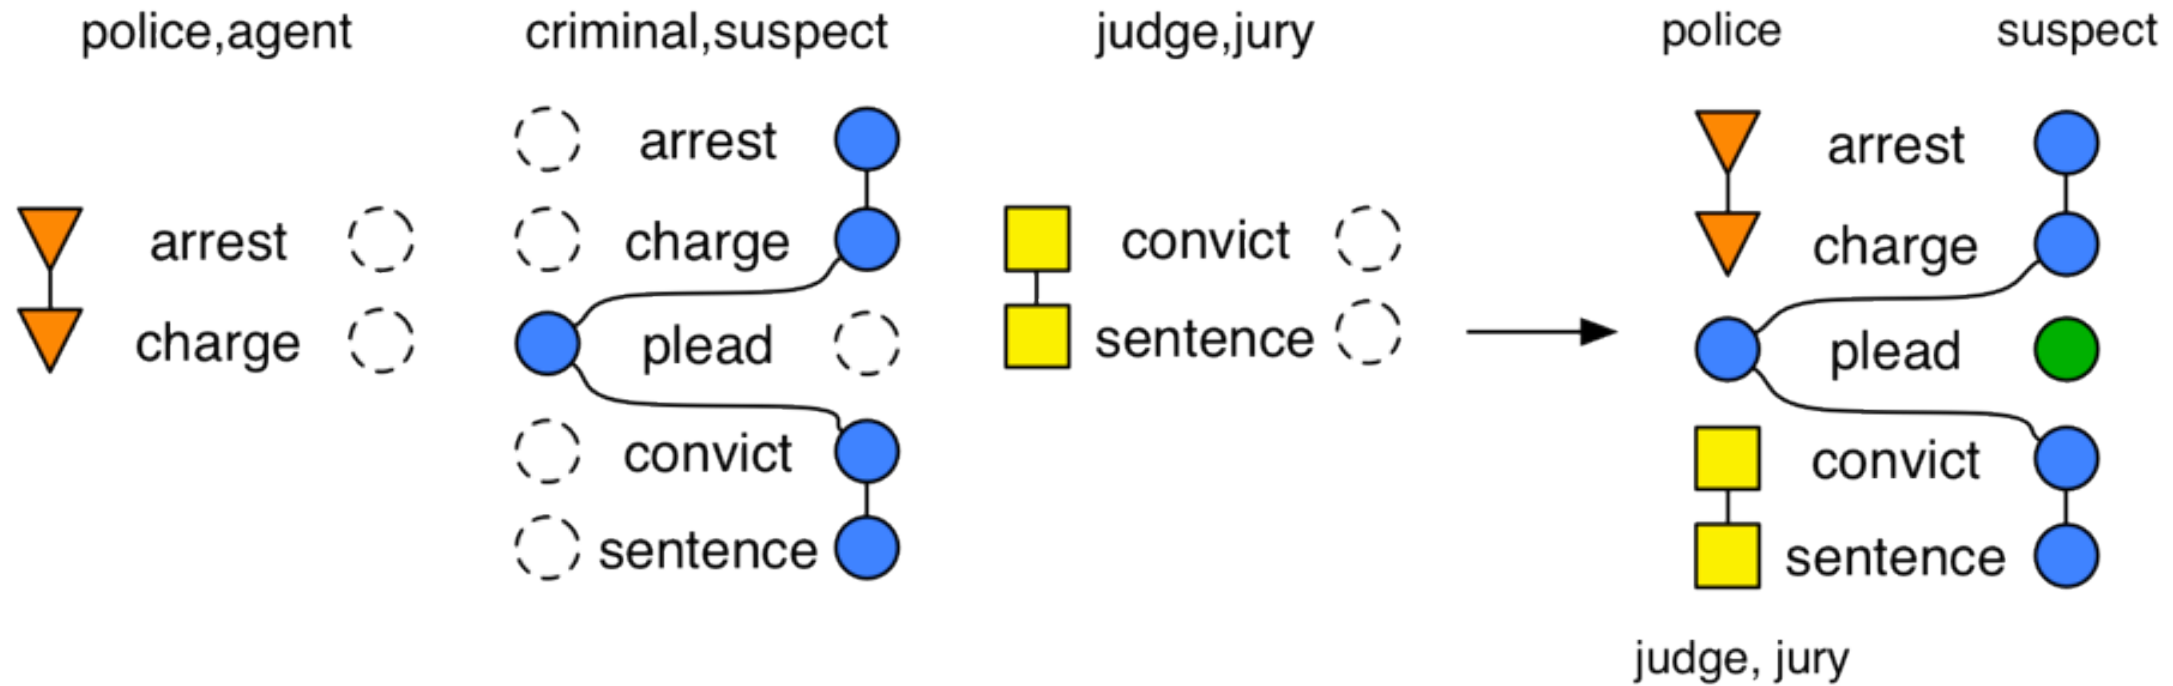 police,agent
arrest
charge
criminal,suspect
arrest
charge
plead
convict
sentence
judge,jury
convict
sentence
police suspect
arrest
charge
plead
convict
sentence
judge, jury